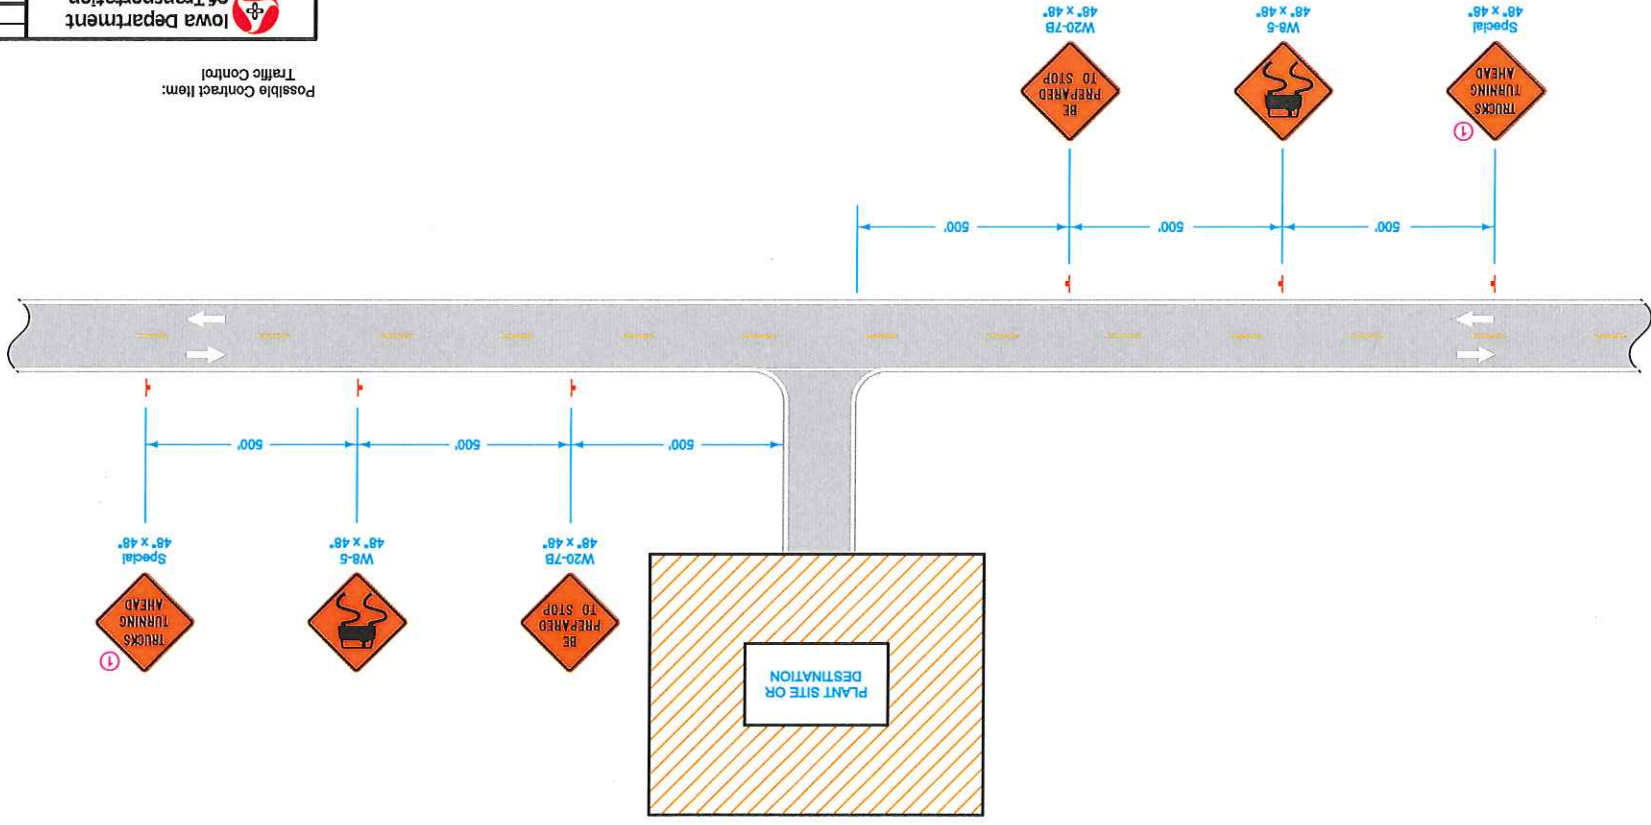 PLANT SITE OR
DESTINATION
BE
PREPARED
TO STOP
W20-7B
48" x 48"
W8-5
48" x 48"
①
TRUCKS
TURNING
AHEAD
Special
48" x 48"
500'
500'
500'
500'
500'
500'
①
TRUCKS
TURNING
AHEAD
Special
48" x 48"
W8-5
48" x 48"
BE
PREPARED
TO STOP
W20-7B
48" x 48"
Possible Contract Item:
Traffic Control
Iowa Department
of Transportation